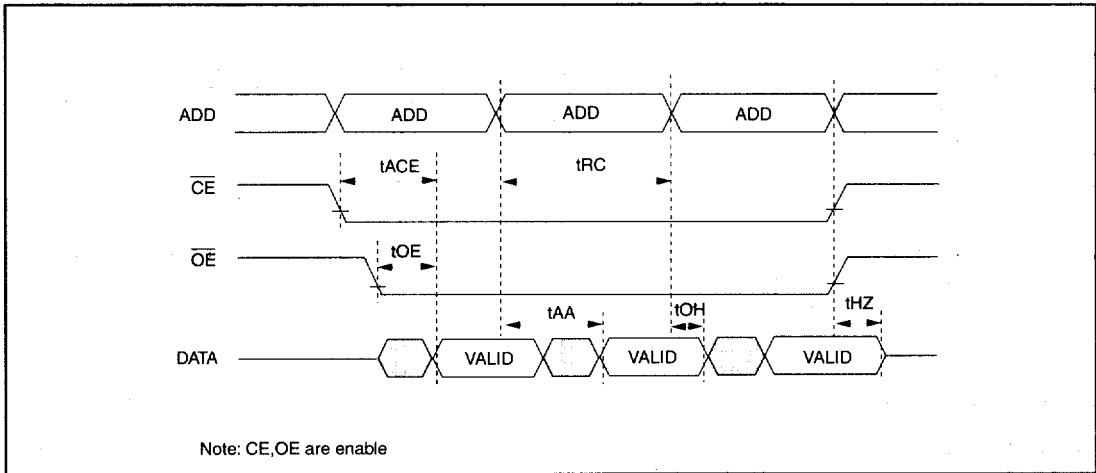 ADD ADD ADD ADD
tACE tRC
CE
OE tOE
tAA tOH tHZ
DATA VALID VALID VALID
Note: CE,OE are enable